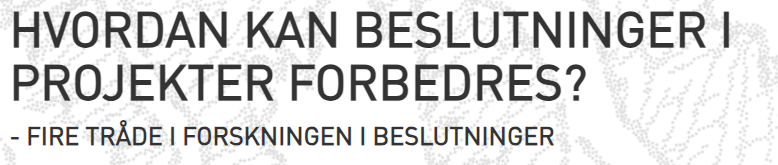 HVORDAN KAN BESLUTNINGER I
PROJEKTER FORBEDRES?
- FIRE TRÅDE I FORSKNINGEN I BESLUTNINGER